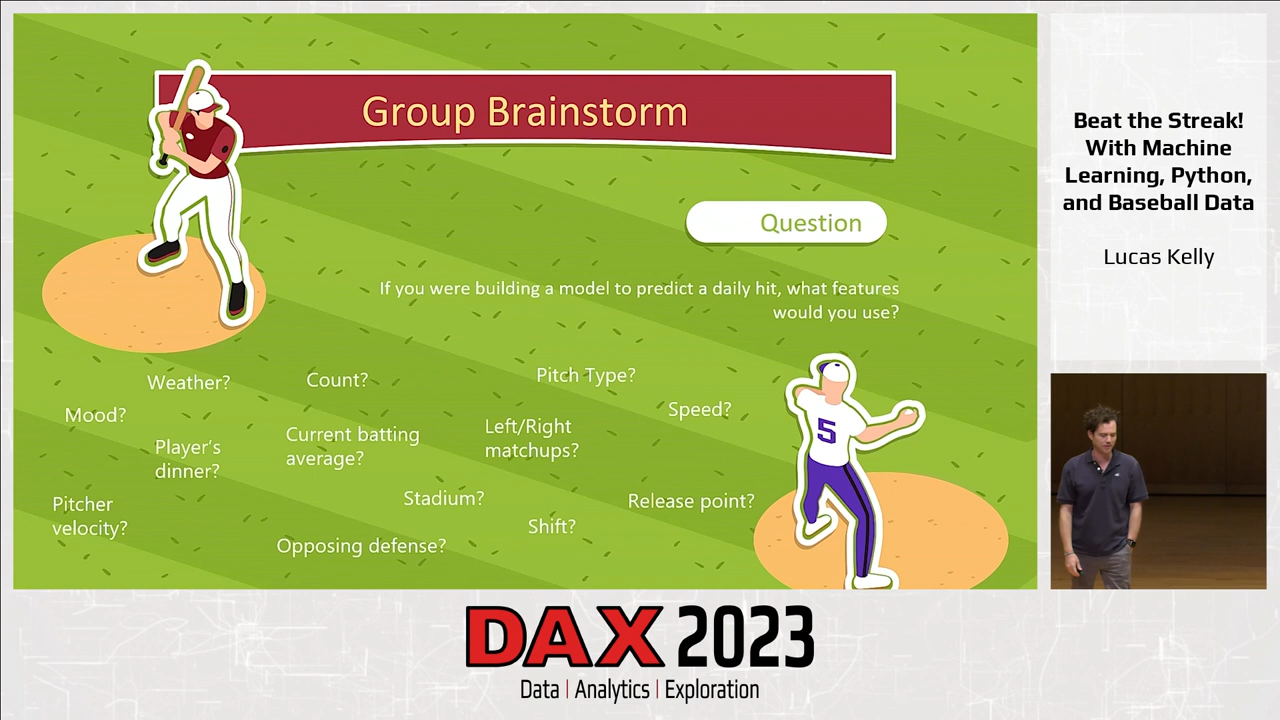 Group Brainstorm
Question
If you were building a model to predict a daily hit, what features
would you use?
Weather?
Count?
Pitch Type?
Mood?
Speed?
Player's
dinner?
Current batting
average?
Left/Right
matchups?
Pitcher
velocity?
Stadium?
Release point?
Shift?
Opposing defense?
5
Beat the Streak!
With Machine
Learning, Python,
and Baseball Data
Lucas Kelly
DAX 2023
Data | Analytics | Exploration